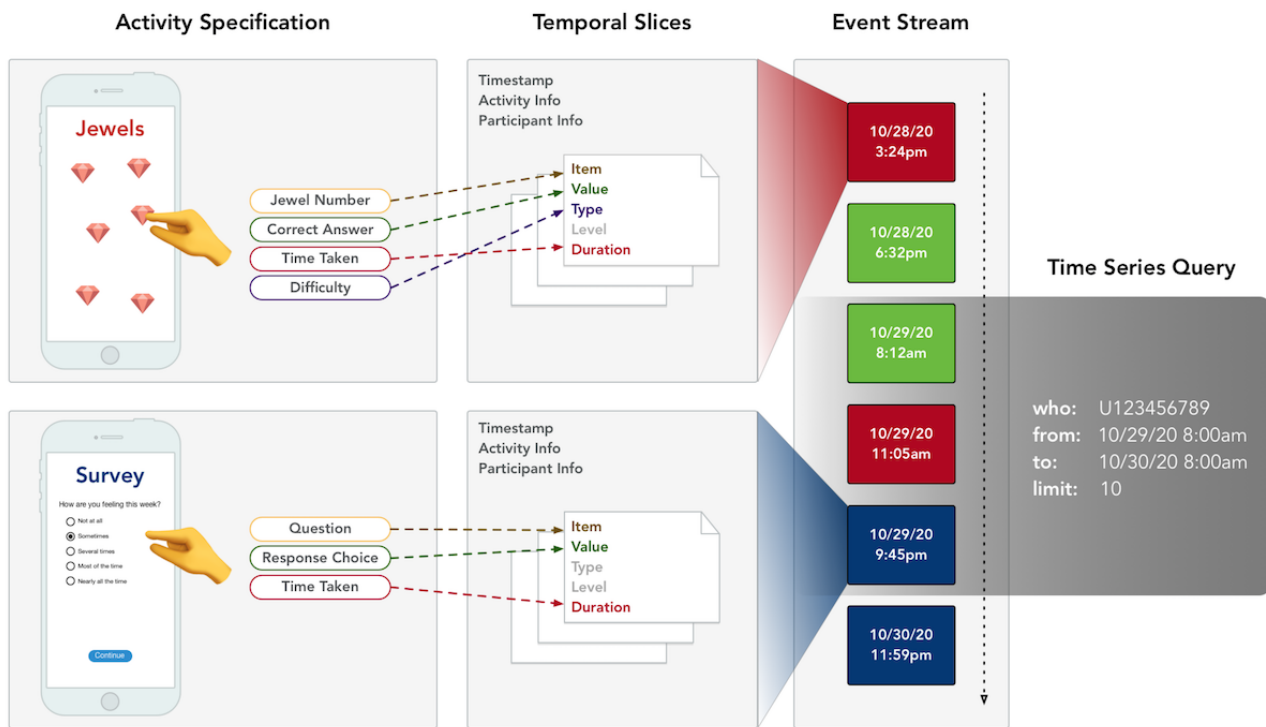 Activity Specification
Temporal Slices
Event Stream
Jewels
Jewel Number
Correct Answer
Time Taken
Difficulty
Timestamp
Activity Info
Participant Info
Item
Value
Type
Level
Duration
10/28/20
3:24pm
10/28/20
6:32pm
10/29/20
8:12am
10/29/20
11:05am
10/29/20
9:45pm
10/30/20
11:59pm
Time Series Query
who: U123456789
from: 10/29/20 8:00am
to: 10/30/20 8:00am
limit: 10
Survey
How are you feeling this week?
Not at all
Sometimes
Several times
Most of the time
Nearly all the time
Continue
Question
Response Choice
Time Taken
Timestamp
Activity Info
Participant Info
Item
Value
Type
Level
Duration